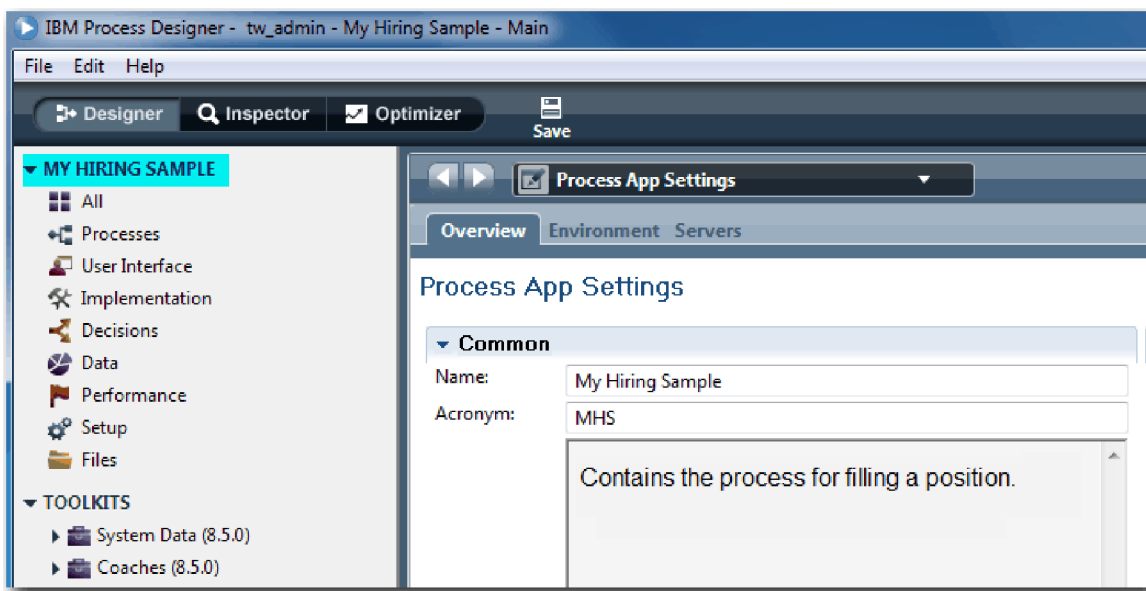 IBM Process Designer - tw_admin - My Hiring Sample - Main
File Edit Help
Designer Inspector Optimizer Save
MY HIRING SAMPLE
All
Processes
User Interface
Implementation
Decisions
Data
Performance
Setup
Files
TOOLKITS
System Data (8.5.0)
Coaches (8.5.0)
Process App Settings
Overview Environment Servers
Process App Settings
Common
Name: My Hiring Sample
Acronym: MHS
Contains the process for filling a position.